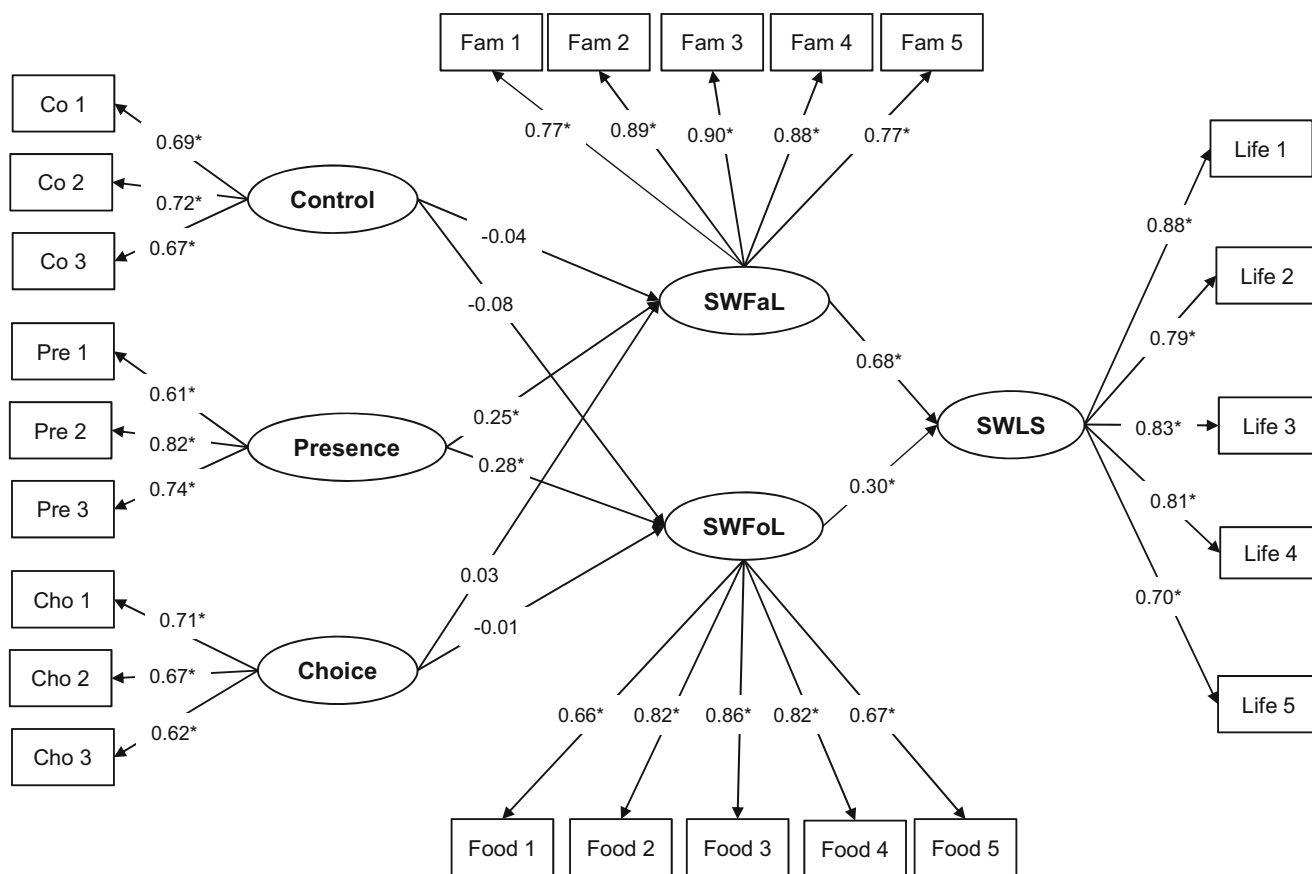 Fam 1
Fam 2
Fam 3
Fam 4
Fam 5
Co 1
Co 2
Co 3
0.69*
0.72*
0.67*
Control
0.77*
0.89*
0.90*
0.88*
0.77*
-0.04
-0.08
SWFaL
Pre 1
Pre 2
Pre 3
0.61*
0.82*
0.74*
Presence
0.25*
0.28*
SWFoL
0.68*
0.30*
SWLS
Life 1
Life 2
Life 3
Life 4
Life 5
0.88*
0.79*
0.83*
0.81*
0.70*
Cho 1
Cho 2
Cho 3
0.71*
0.67*
0.62*
Choice
0.03
-0.01
0.66*
0.82*
0.86*
0.82*
0.67*
Food 1
Food 2
Food 3
Food 4
Food 5